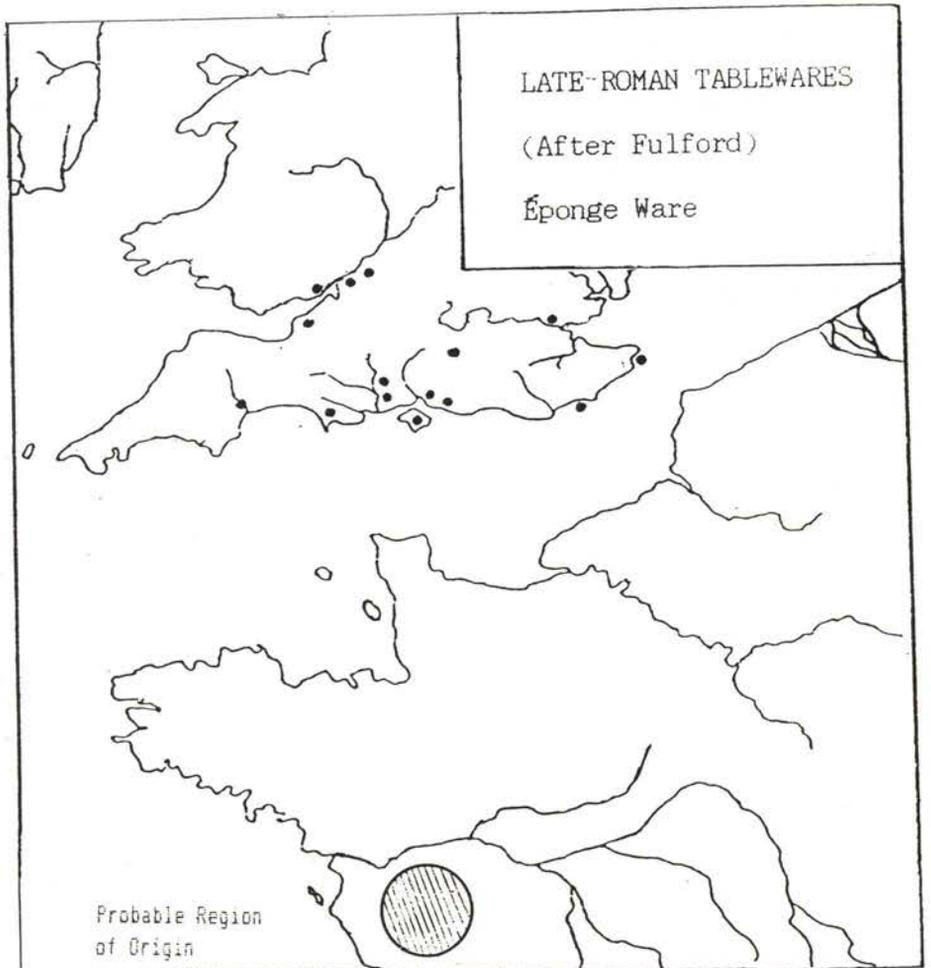 LATE-ROMAN TABLEWARES
(After Fulford)
Éponge Ware
Probable Region
of Origin